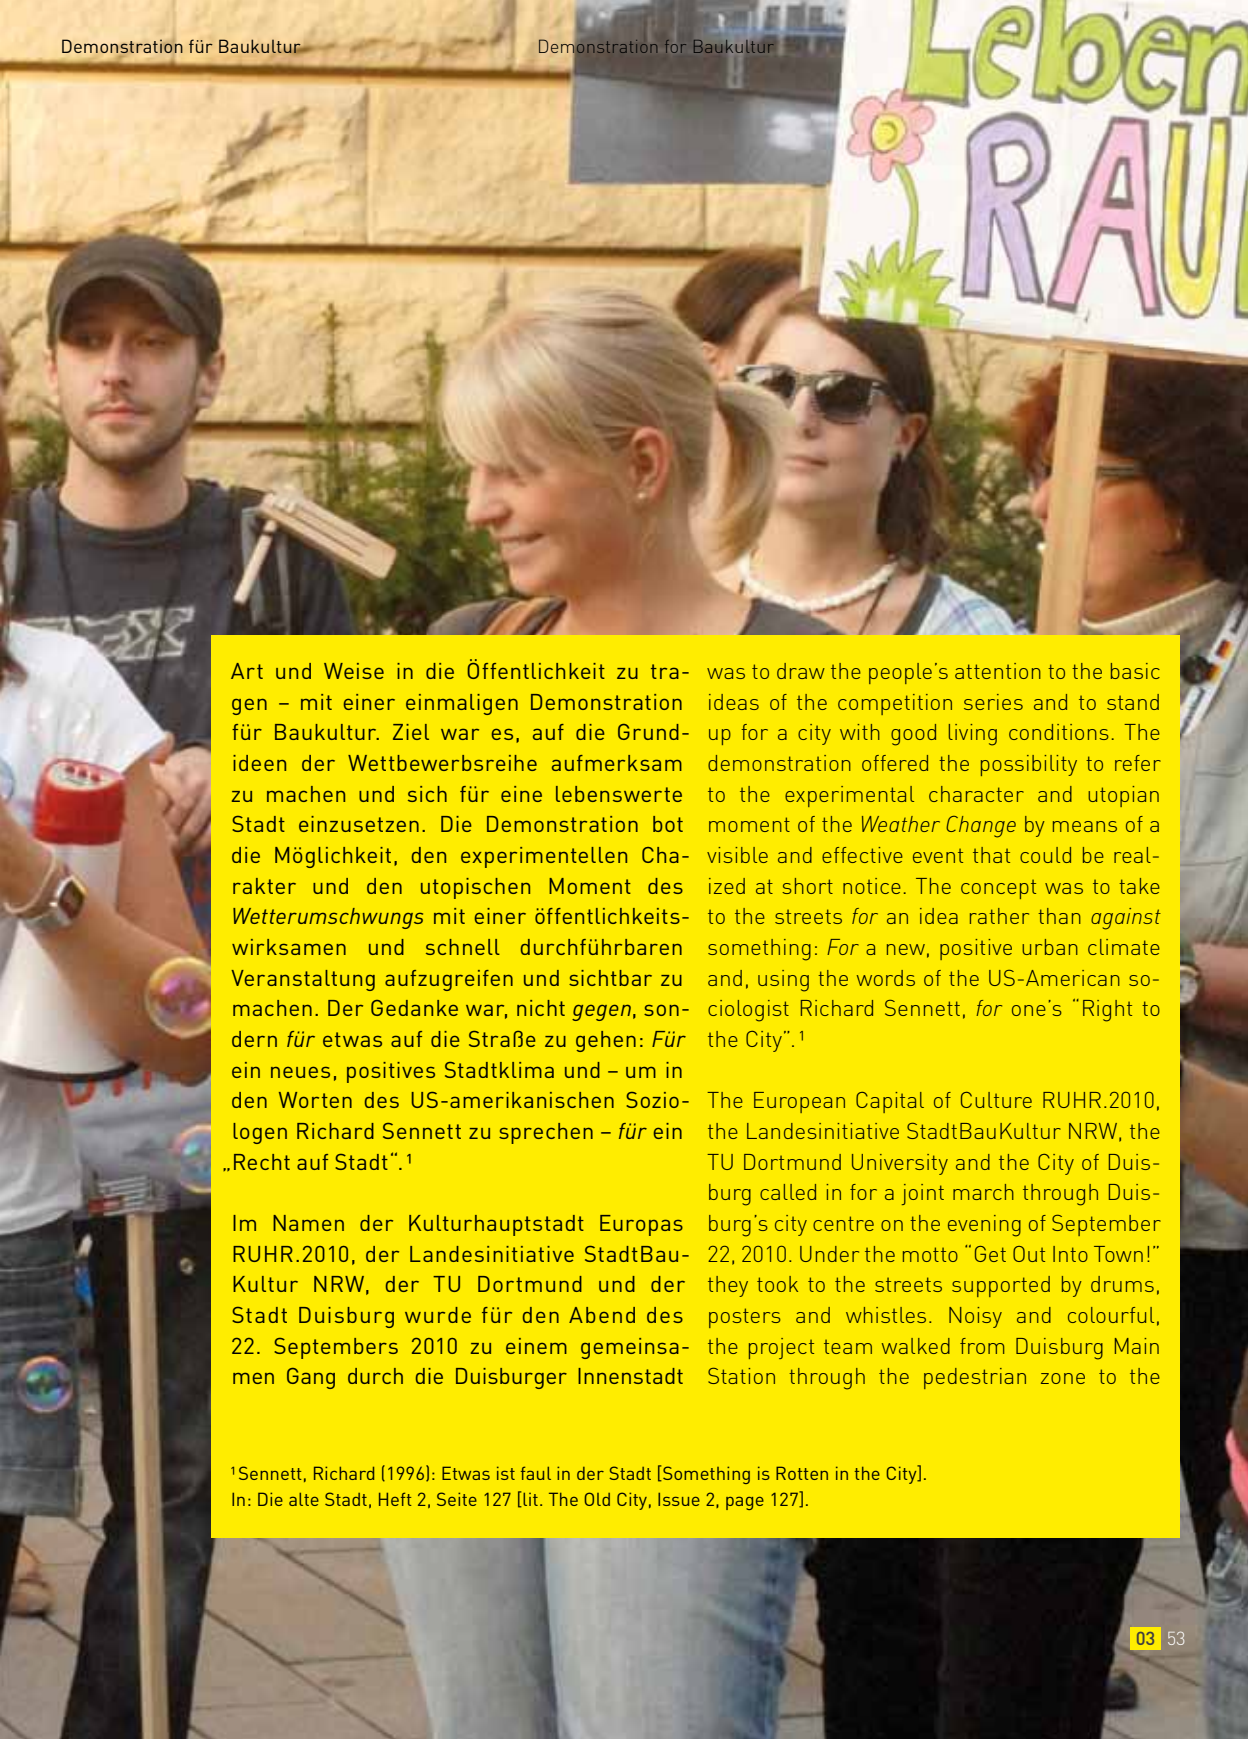 Demonstration für Baukultur
Demonstration for Baukultur
Leben
RAU
Art und Weise in die Öffentlichkeit zu tra-
gen – mit einer einmaligen Demonstration
für Baukultur. Ziel war es, auf die Grund-
ideen der Wettbewerbsreihe aufmerksam
zu machen und sich für eine lebenswerte
Stadt einzusetzen. Die Demonstration bot
die Möglichkeit, den experimentellen Cha-
rakter und den utopischen Moment des
Wetterumschwungs mit einer öffentlichkeits-
wirksamen und schnell durchführbaren
Veranstaltung aufzugreifen und sichtbar zu
machen. Der Gedanke war, nicht gegen, son-
dern für etwas auf die Straße zu gehen: Für
ein neues, positives Stadtklima und – um in
den Worten des US-amerikanischen Sozio-
logen Richard Sennett zu sprechen – für ein
„Recht auf Stadt“.¹
Im Namen der Kulturhauptstadt Europas
RUHR.2010, der Landesinitiative StadtBau-
Kultur NRW, der TU Dortmund und der
Stadt Duisburg wurde für den Abend des
22. Septembers 2010 zu einem gemeinsa-
men Gang durch die Duisburger Innenstadt
was to draw the people’s attention to the basic
ideas of the competition series and to stand
up for a city with good living conditions. The
demonstration offered the possibility to refer
to the experimental character and utopian
moment of the Weather Change by means of a
visible and effective event that could be real-
ized at short notice. The concept was to take
to the streets for an idea rather than against
something: For a new, positive urban climate
and, using the words of the US-American so-
ciologist Richard Sennett, for one’s “Right to
the City”.¹
The European Capital of Culture RUHR.2010,
the Landesinitiative StadtBauKultur NRW, the
TU Dortmund University and the City of Duis-
burg called in for a joint march through Duis-
burg’s city centre on the evening of September
22, 2010. Under the motto “Get Out Into Town!”
they took to the streets supported by drums,
posters and whistles. Noisy and colourful,
the project team walked from Duisburg Main
Station through the pedestrian zone to the
¹ Sennett, Richard (1996): Etwas ist faul in der Stadt [Something is Rotten in the City].
In: Die alte Stadt, Heft 2, Seite 127 [lit. The Old City, Issue 2, page 127].
03 53